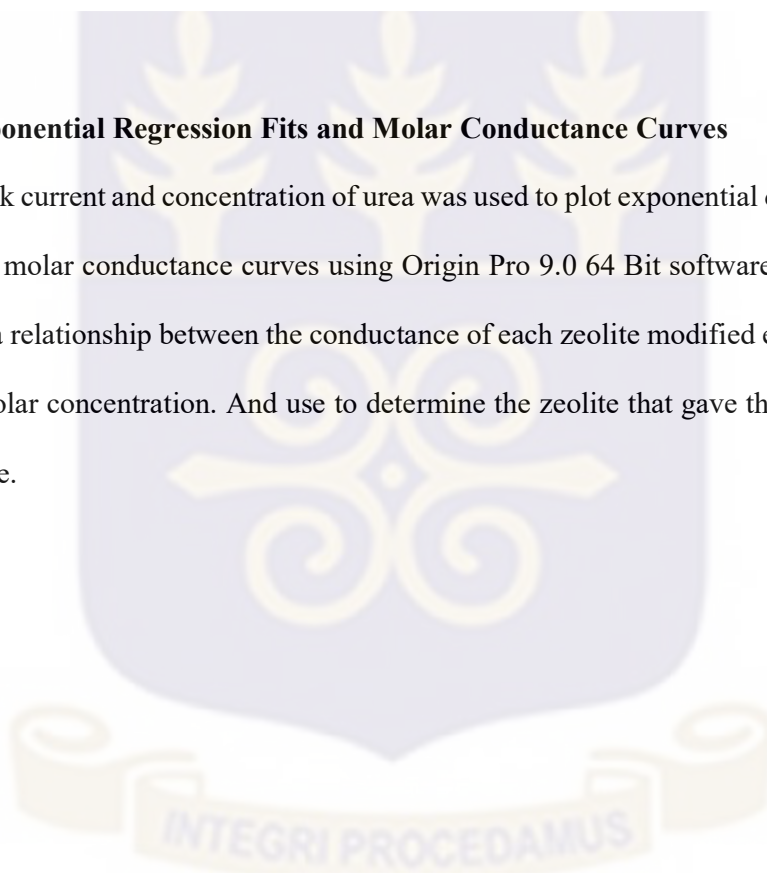 ponential Regression Fits and Molar Conductance Curves
k current and concentration of urea was used to plot exponential
molar conductance curves using Origin Pro 9.0 64 Bit software
relationship between the conductance of each zeolite modified
olar concentration. And use to determine the zeolite that gave th
e.
INTEGRI PROCEDAMUS